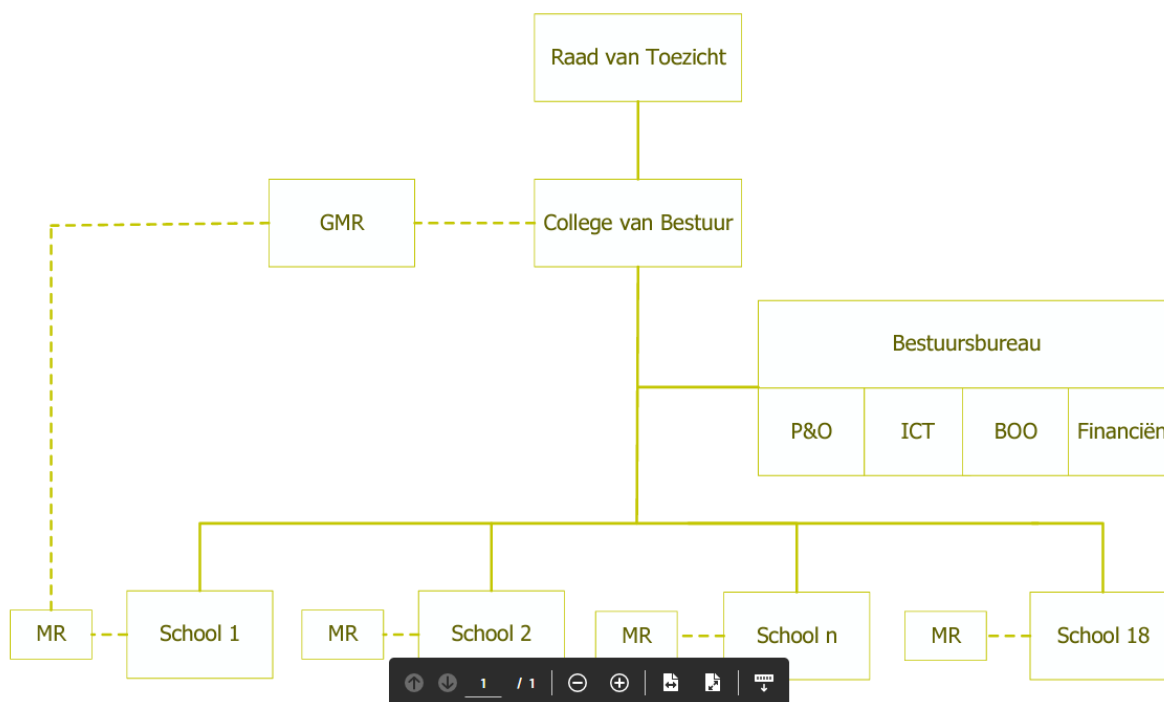 Raad van Toezicht
GMR
College van Bestuur
Bestuursbureau
P&O
ICT
BOO
Financiën
MR
School 1
MR
School 2
MR
School n
MR
School 18
1 / 1